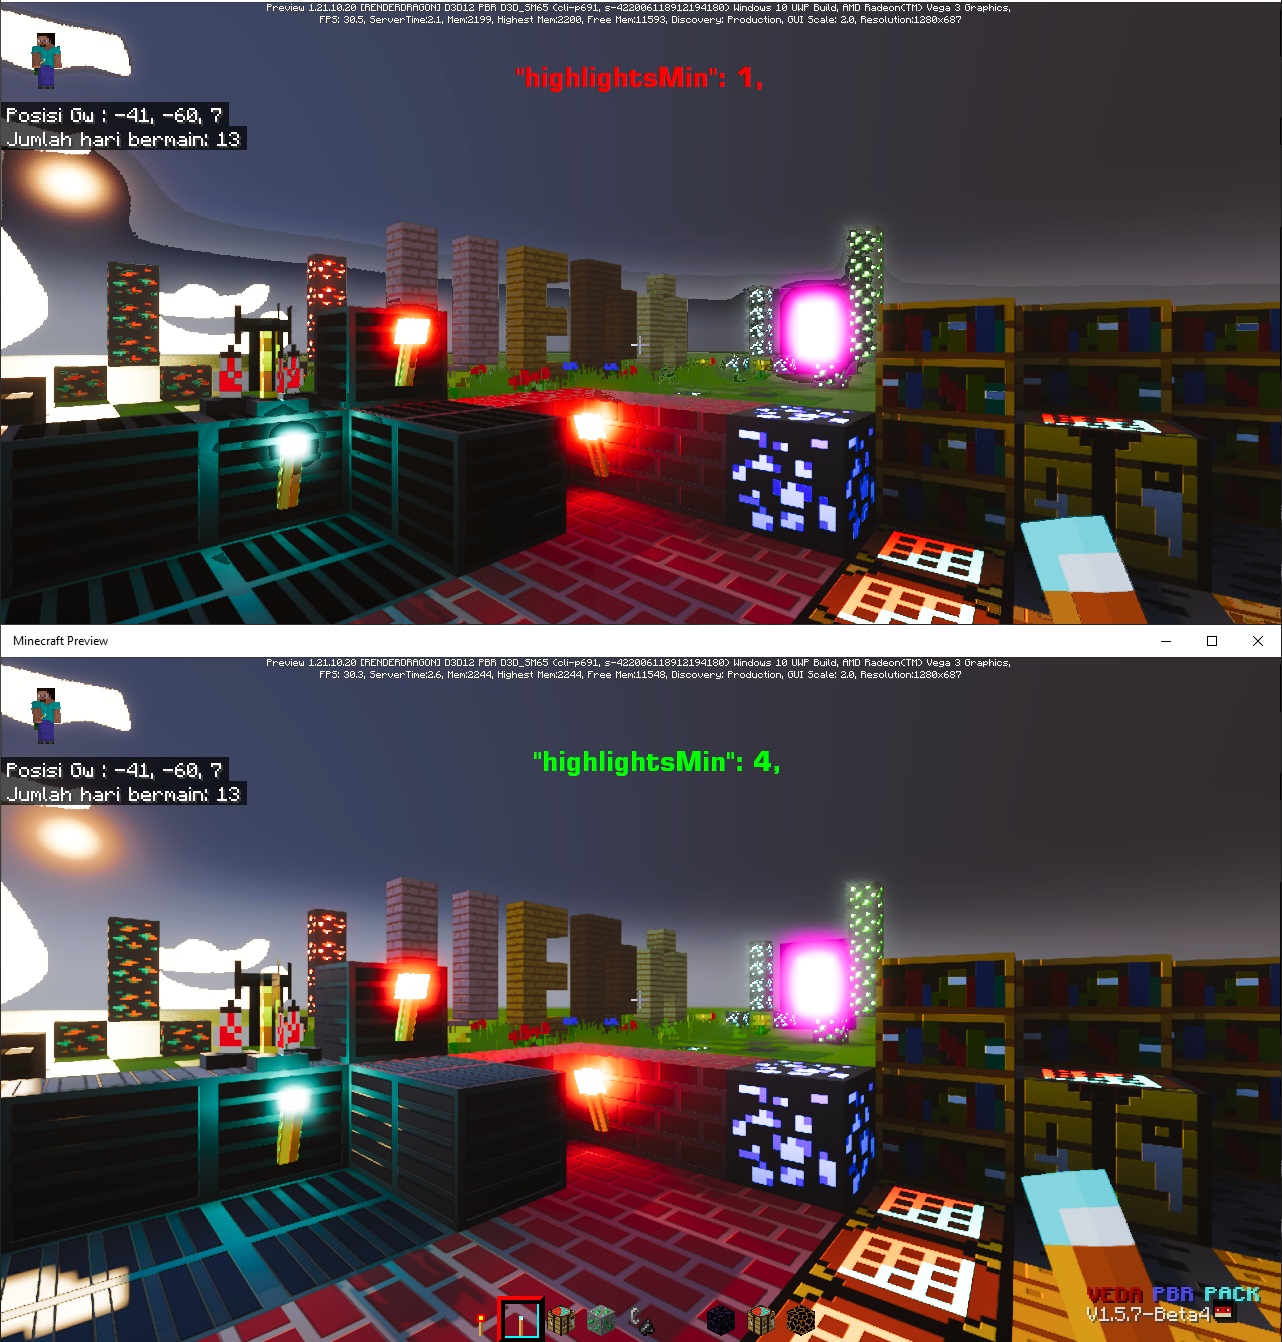 Preview 1.21.10.20 [RENDERDRAGON] D3D12 PBR D3D_SM65 (cli-p691, s-422006118912194180) Windows 10 UWP Build, AMD Radeon(TM) Vega 3 Graphics,
FPS: 30.5, ServerTime:2.1, Mem:2199, Highest Mem:2200, Free Mem:11593, Discovery: Production, GUI Scale: 2.0, Resolution:1280x687
"highlightsMin": 1,
Posisi Gw : -41, -60, 7
Jumlah hari bermain: 13
Minecraft Preview
Preview 1.21.10.20 [RENDERDRAGON] D3D12 PBR D3D_SM65 (cli-p691, s-422006118912194180) Windows 10 UWP Build, AMD Radeon(TM) Vega 3 Graphics,
FPS: 30.3, ServerTime:2.6, Mem:2244, Highest Mem:2244, Free Mem:11548, Discovery: Production, GUI Scale: 2.0, Resolution:1280x687
"highlightsMin": 4,
Posisi Gw : -41, -60, 7
Jumlah hari bermain: 13
VEDA PBR PACK
V1.5.7-Beta4